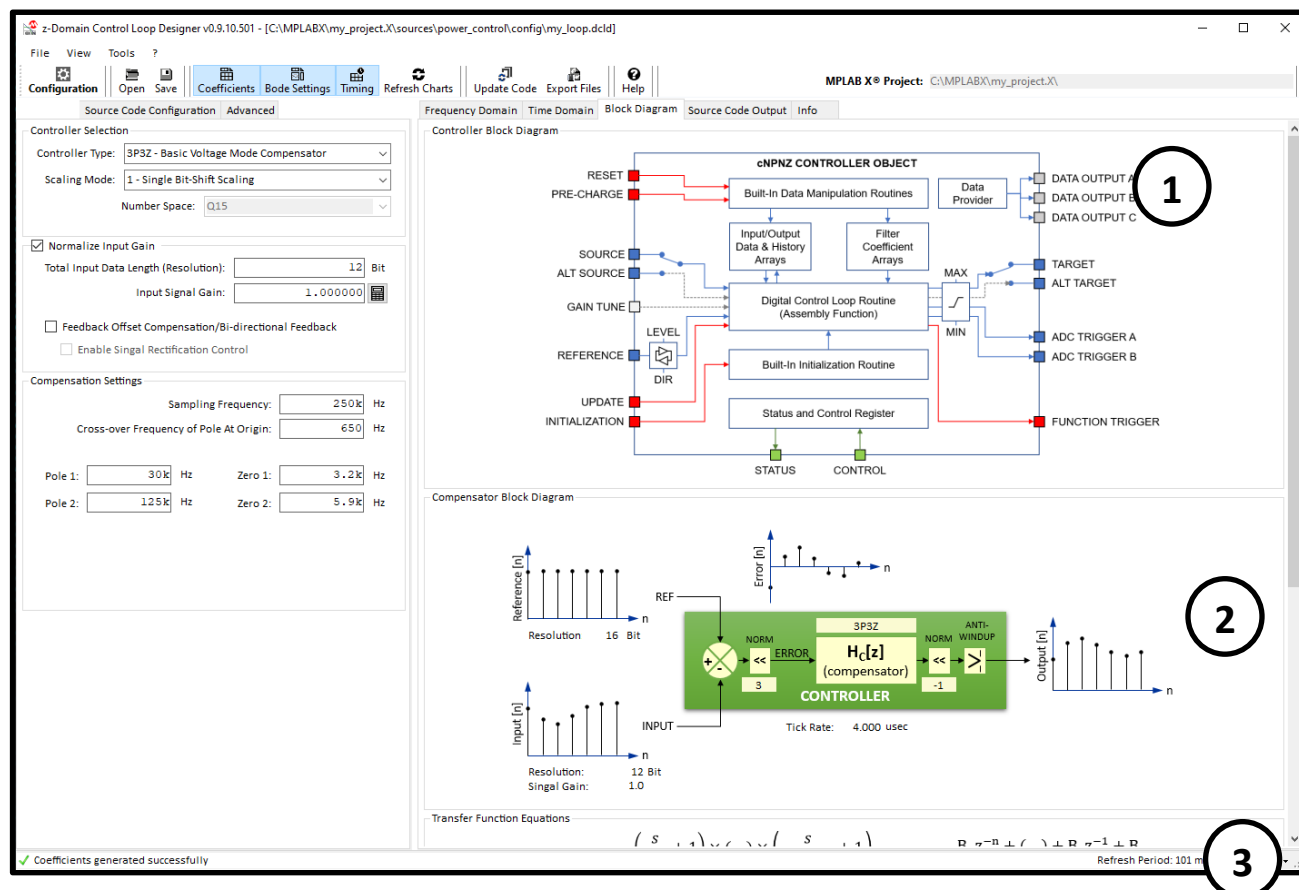 z-Domain Control Loop Designer v0.9.10.501 - [C:\MPLABX\my_project.X\sources\power_control\config\my_loop.dcld]
File View Tools ?
Configuration Open Save Coefficients Bode Settings Timing Refresh Charts Update Code Export Files Help MPLAB X® Project: C:\MPLABX\my_project.X\
Source Code Configuration Advanced
Frequency Domain Time Domain Block Diagram Source Code Output Info
Controller Selection
Controller Type: 3P3Z - Basic Voltage Mode Compensator
Scaling Mode: 1 - Single Bit-Shift Scaling
Number Space: Q15
Normalize Input Gain
Total Input Data Length (Resolution): 12 Bit
Input Signal Gain: 1.000000
Feedback Offset Compensation/Bi-directional Feedback
Enable Singal Rectification Control
Compensation Settings
Sampling Frequency: 250k Hz
Cross-over Frequency of Pole At Origin: 650 Hz
Pole 1: 30k Hz Zero 1: 3.2k Hz
Pole 2: 125k Hz Zero 2: 5.9k Hz
Controller Block Diagram
cNPNZ CONTROLLER OBJECT
RESET
PRE-CHARGE
Built-In Data Manipulation Routines
Data
Provider
DATA OUTPUT A
DATA OUTPUT B
DATA OUTPUT C
1
Input/Output
Data & History
Arrays
Filter
Coefficient
Arrays
SOURCE
ALT SOURCE
GAIN TUNE
REFERENCE
LEVEL
DIR
Digital Control Loop Routine
(Assembly Function)
MAX
MIN
TARGET
ALT TARGET
ADC TRIGGER A
ADC TRIGGER B
Built-In Initialization Routine
UPDATE
INITIALIZATION
Status and Control Register
FUNCTION TRIGGER
STATUS CONTROL
Compensator Block Diagram
Reference [n]
n
Resolution 16 Bit
REF
Error [n]
n
3P3Z
NORM
<<
3
ERROR
+
-
H_C[z]
(compensator)
NORM
<<
-1
ANTI-
WINDUP
CONTROLLER
Output [n]
n
2
Input [n]
n
INPUT
Tick Rate: 4.000 usec
Resolution: 12 Bit
Singal Gain: 1.0
Transfer Function Equations
Coefficients generated successfully
Refresh Period: 101 m
3